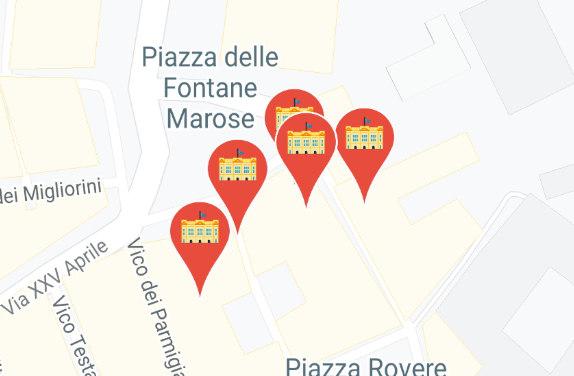 Piazza delle
Fontane
Marose
dei Migliorini
Via XXV Aprile
Vico dei Parmigia
Vico Testa
Piazza Rovere